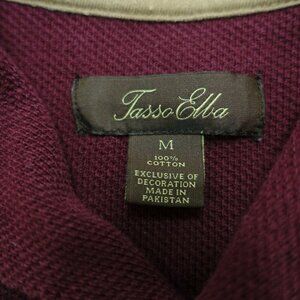 Tasso Elba
M
100%
COTTON
EXCLUSIVE OF
DECORATION
MADE IN
PAKISTAN